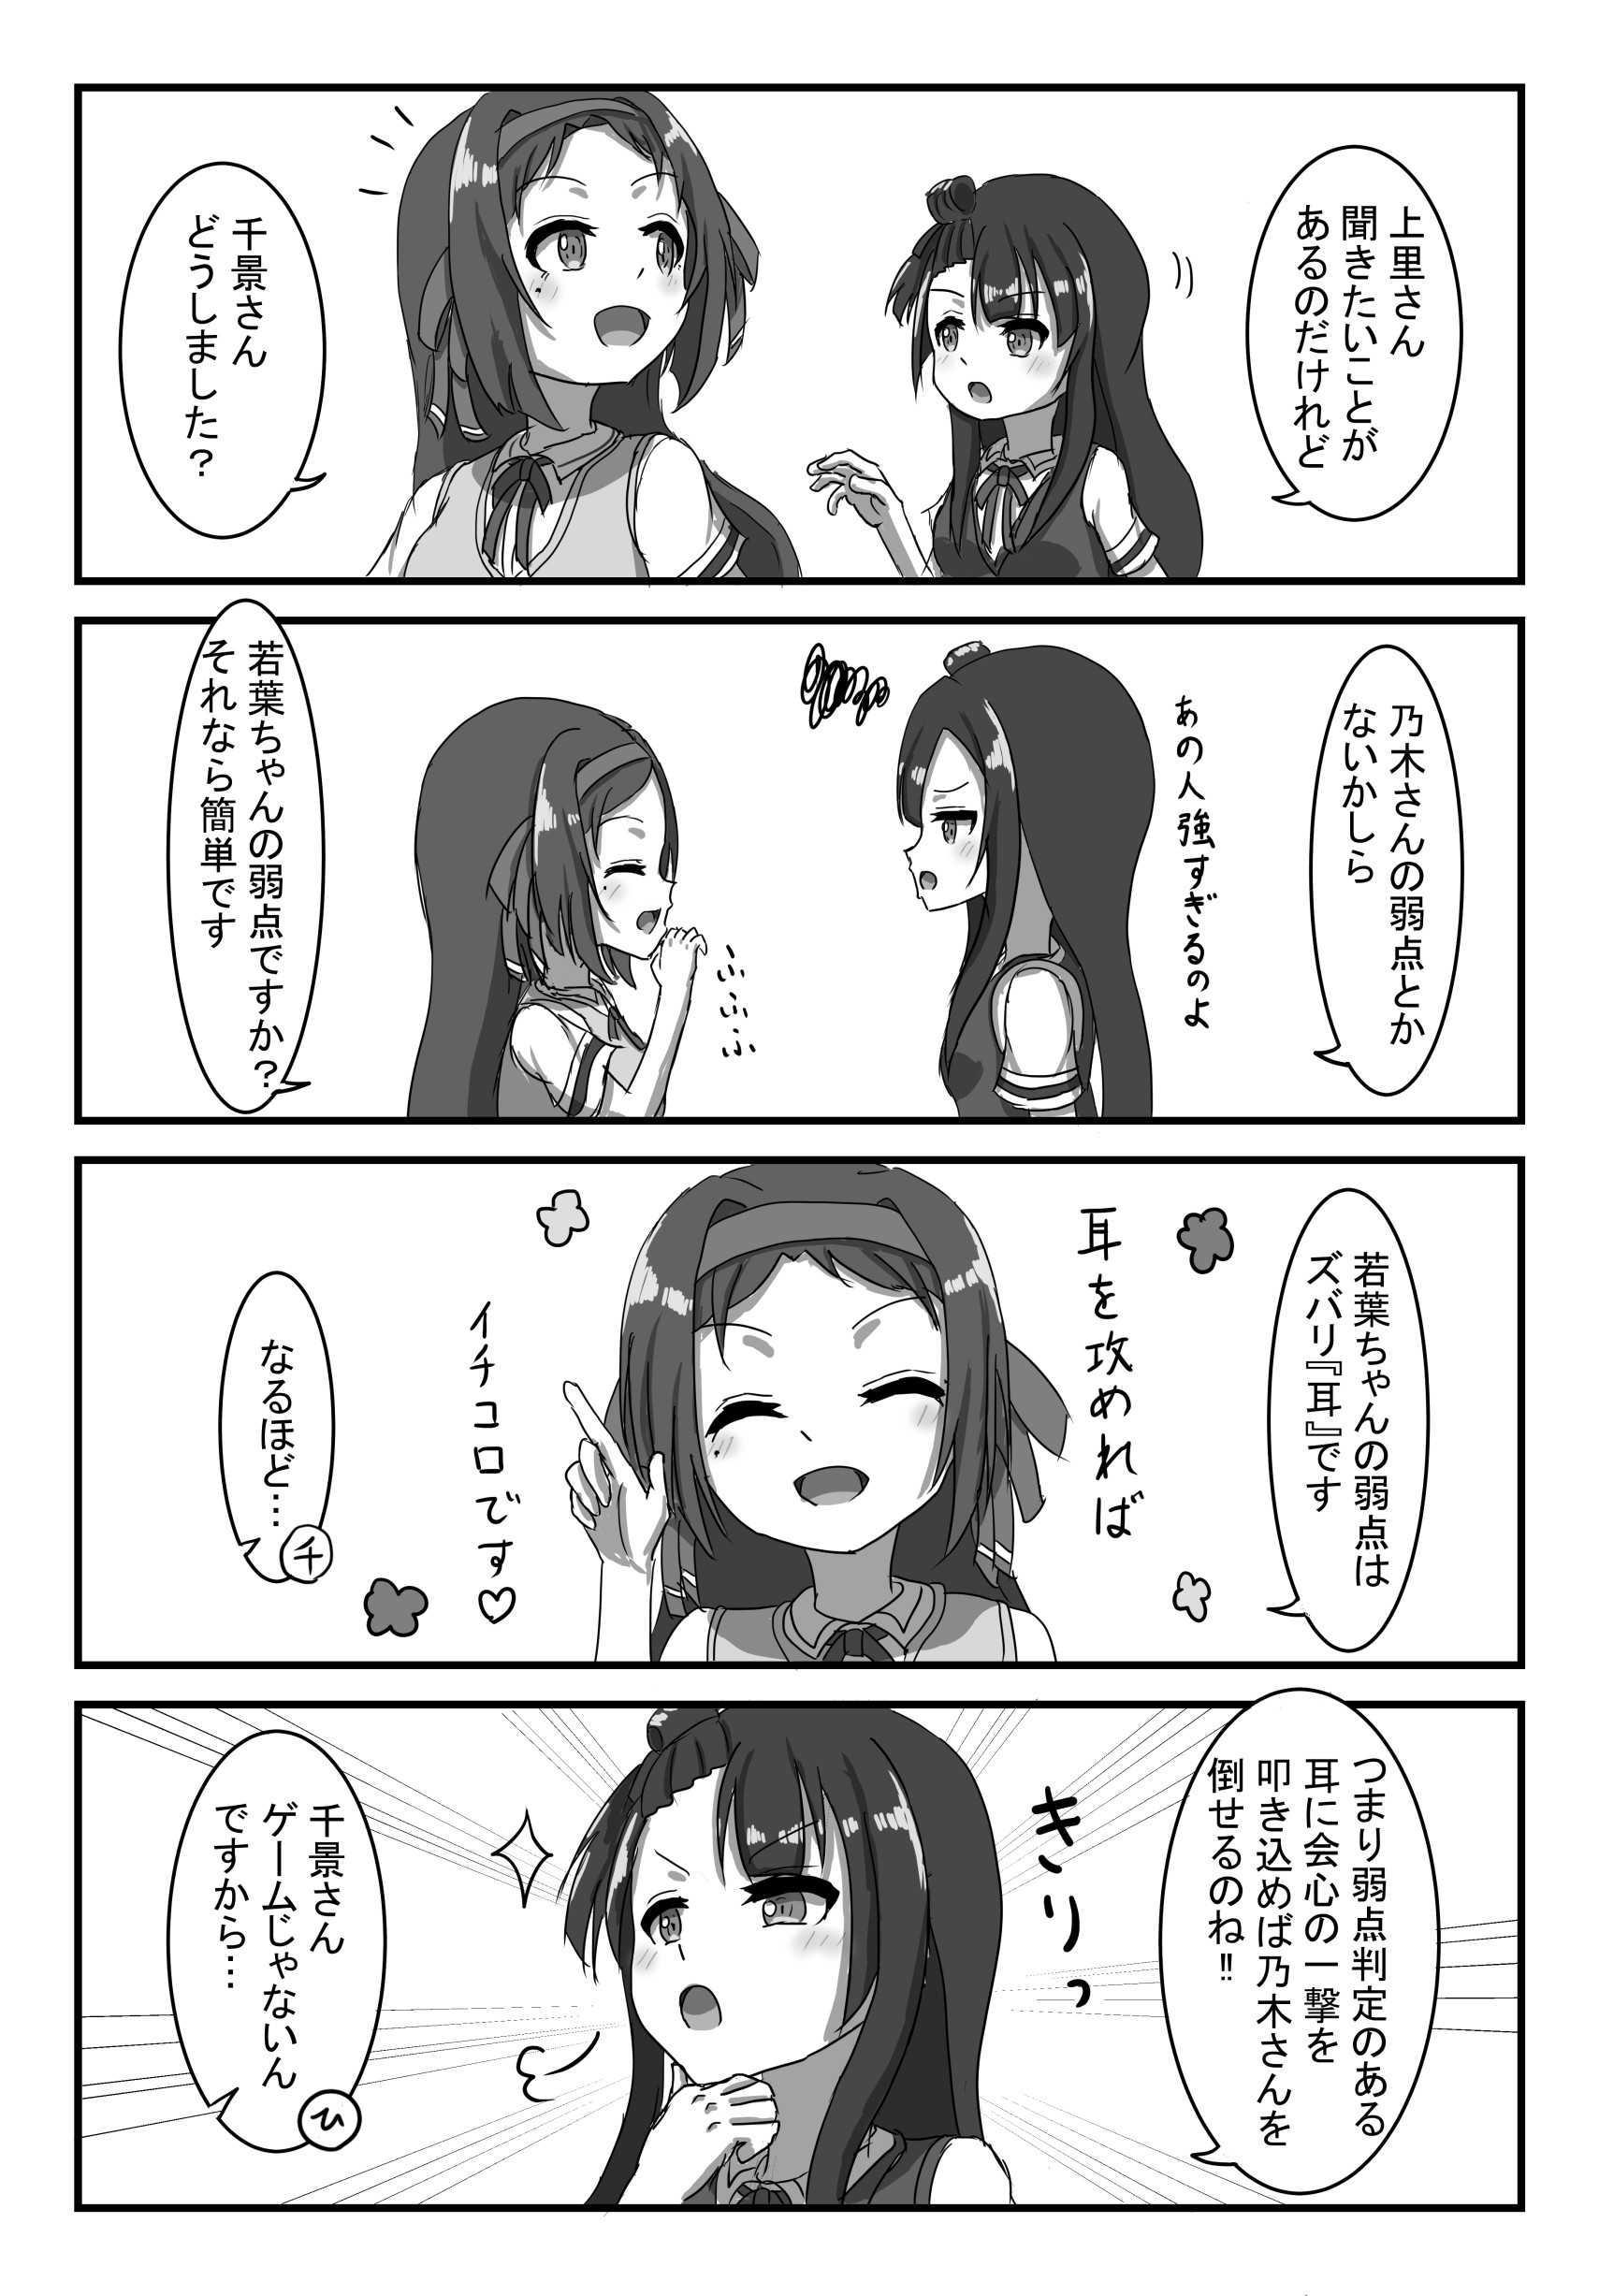 上里さん
聞きたいことが
あるのだけれど
千景さん
どうしました？
乃木さんの弱点とか
ないかしら
あの人強すぎるのよ
ふふふ
若葉ちゃんの弱点ですか？
それなら簡単です
若葉ちゃんの弱点は
ズバリ『耳』です
耳を攻めれば
イチコロです♡
なるほど…
千
つまり弱点判定のある
耳に会心の一撃を
叩き込めば乃木さんを
倒せるのね!!
きりっ
千景さん
ゲームじゃないん
ですから…
ひ